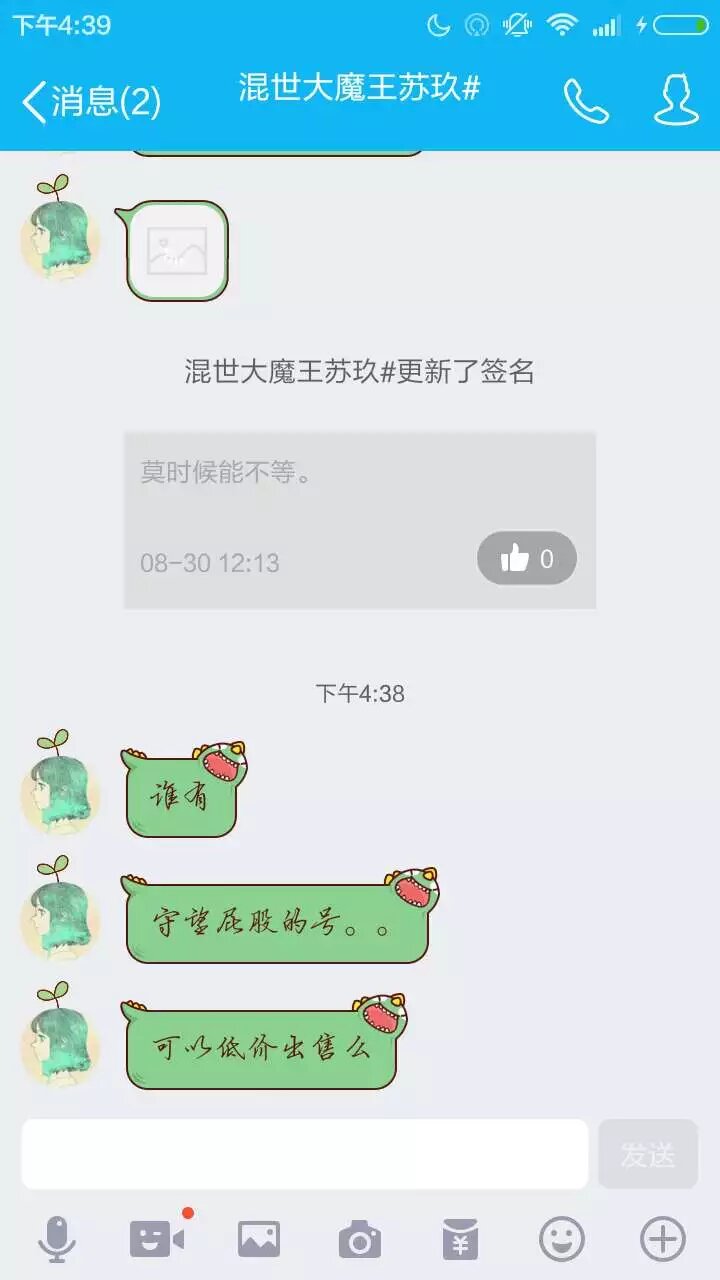 下午4:39
消息(2)
混世大魔王苏玖#
混世大魔王苏玖#更新了签名
莫时候能不等。
08-30 12:13
0
下午4:38
谁有
守望屁股的号。。
可以低价出售么
发送